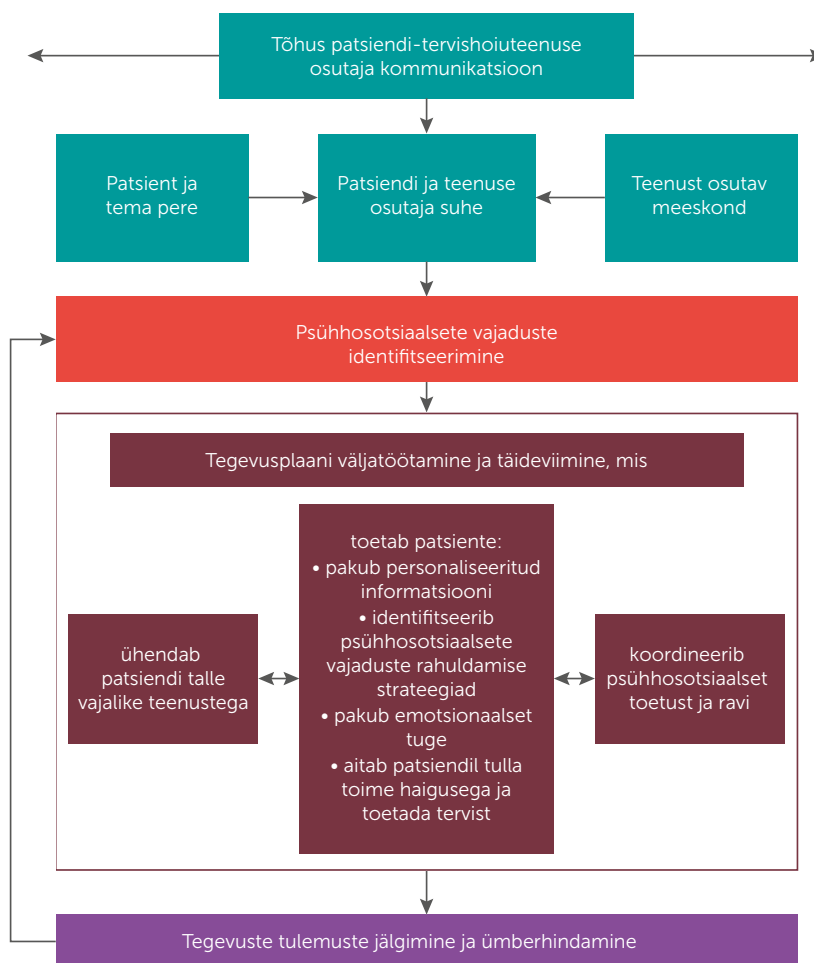 Tõhus patsiendi-tervishoiuteenuse
osutaja kommunikatsioon
Patsient ja
tema pere
Patsiendi ja teenuse
osutaja suhe
Teenust osutav
meeskond
Psühhosotsiaalsete vajaduste
identifitseerimine
Tegevusplaani väljatöötamine ja täideviimine, mis
ühendab
patsiendi talle
vajalike teenustega
toetab patsiente:
• pakub personaliseeritud
informatsiooni
• identifitseerib
psühhosotsiaalsete
vajaduste rahuldamise
strateegiad
• pakub emotsionaalset
tuge
• aitab patsiendil tulla
toime haigusega ja
toetada tervist
koordineerib
psühhosotsiaalset
toetust ja ravi
Tegevuste tulemuste jälgimine ja ümberhindamine